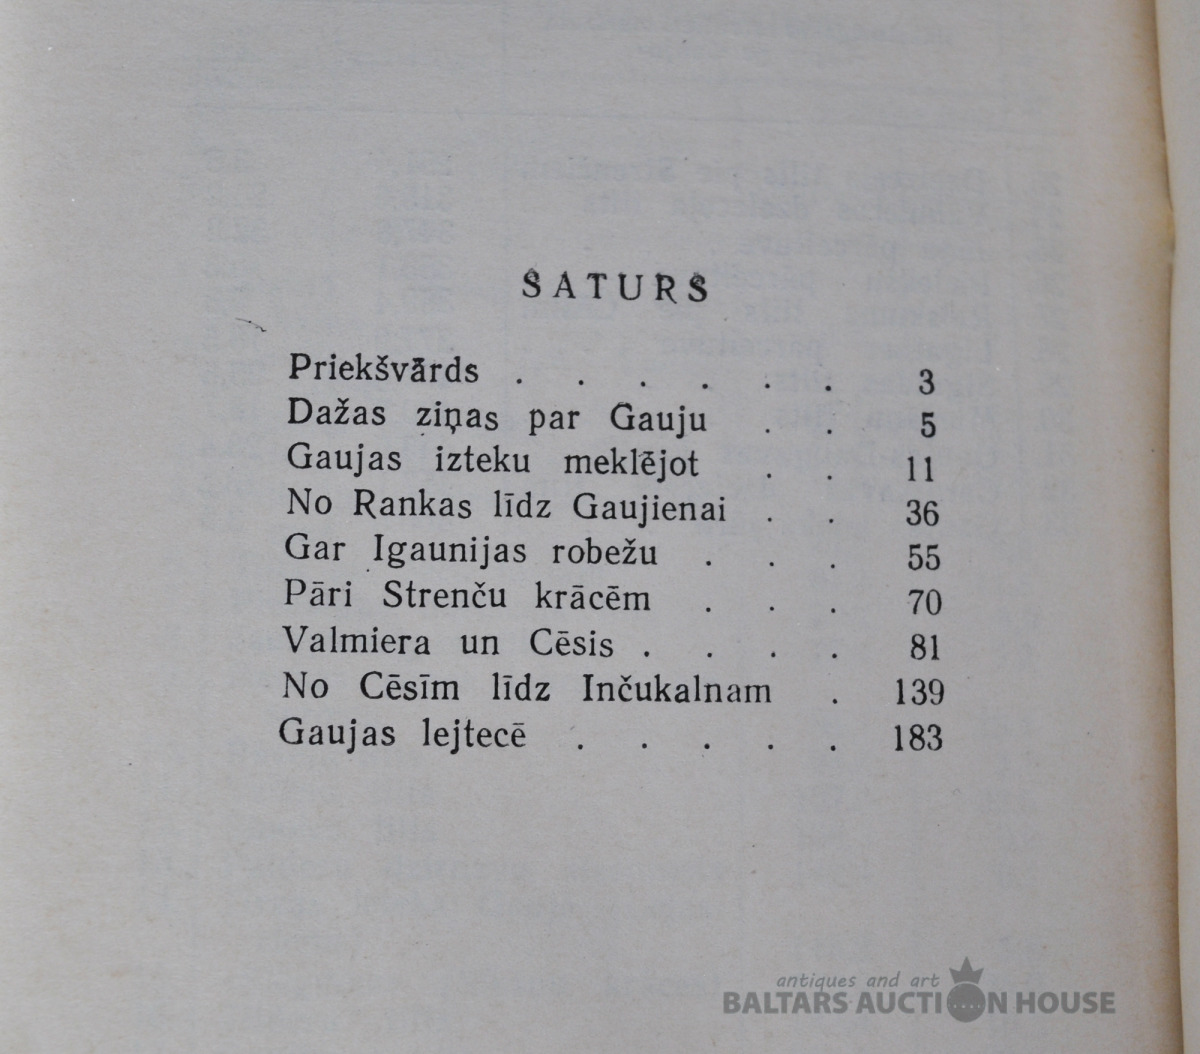 SATURS
Priekšvārds . . . . . . 3
Dažas ziņas par Gauju . . 5
Gaujas izteku meklējot . . 11
No Rankas līdz Gaujienai . . 36
Gar Igaunijas robežu . . . 55
Pāri Strenču krācēm . . . 70
Valmiera un Cēsis . . . . 81
No Cēsīm līdz Inčukalnam . 139
Gaujas lejtecē . . . . . 183
antiques and art
BALTARS AUCTION HOUSE